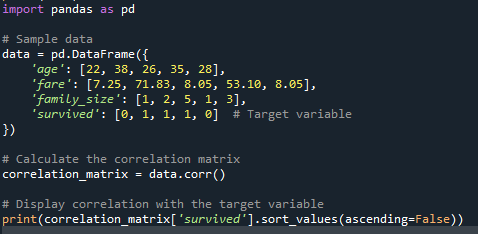 import pandas as pd
# Sample data
data = pd.DataFrame({
    'age': [22, 38, 26, 35, 28],
    'fare': [7.25, 71.83, 8.05, 53.10, 8.05],
    'family_size': [1, 2, 5, 1, 3],
    'survived': [0, 1, 1, 1, 0]  # Target variable
})
# Calculate the correlation matrix
correlation_matrix = data.corr()
# Display correlation with the target variable
print(correlation_matrix['survived'].sort_values(ascending=False))